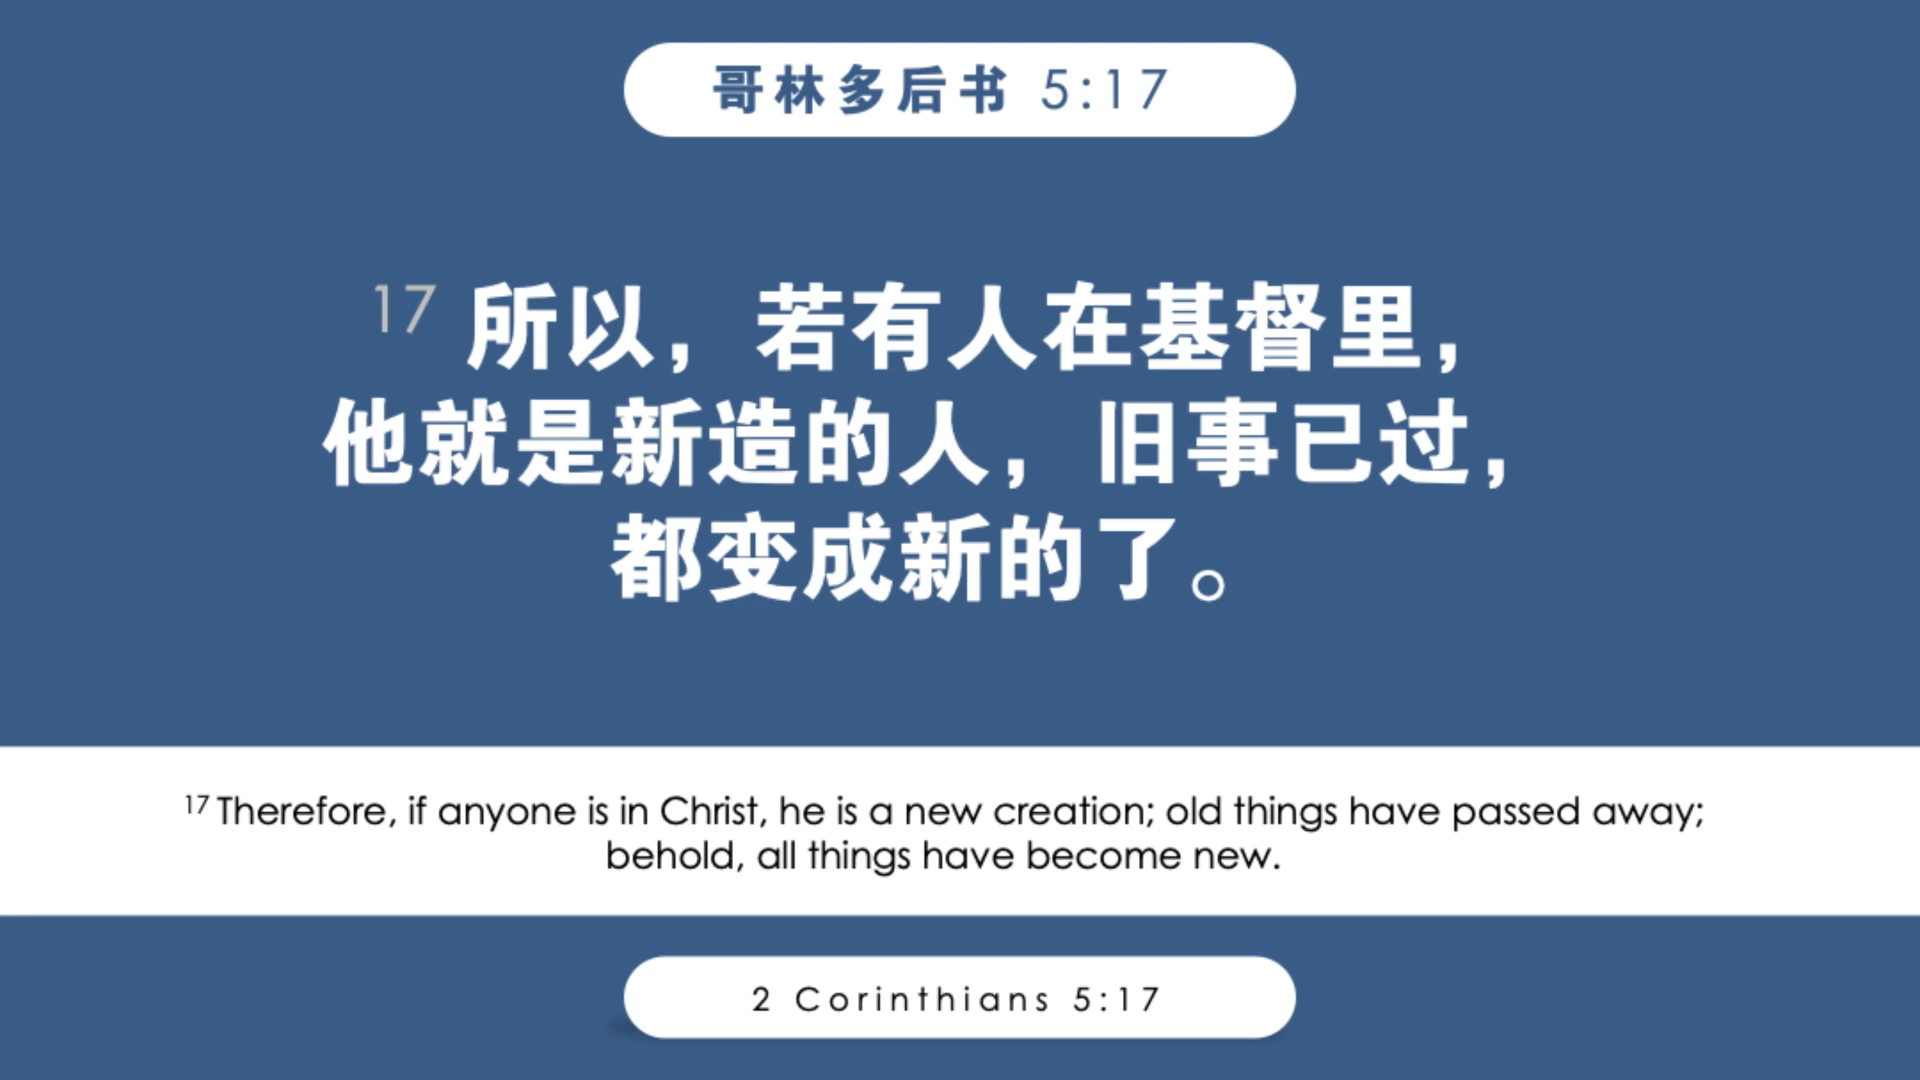 哥林多后书 5:17
17 所以，若有人在基督里，
他就是新造的人，旧事已过，
都变成新的了。
17 Therefore, if anyone is in Christ, he is a new creation; old things have passed away;
behold, all things have become new.
2 Corinthians 5:17